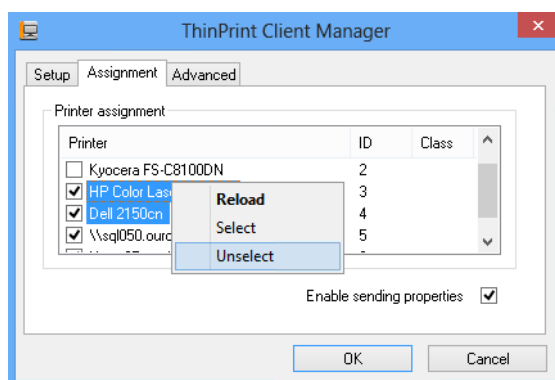 ThinPrint Client Manager
Setup Assignment Advanced
Printer assignment
Printer ID Class
Kyocera FS-C8100DN 2
HP Color Las 3
Dell 2150cn 4
\\sql050.ourc 5
Reload
Select
Unselect
Enable sending properties
OK Cancel